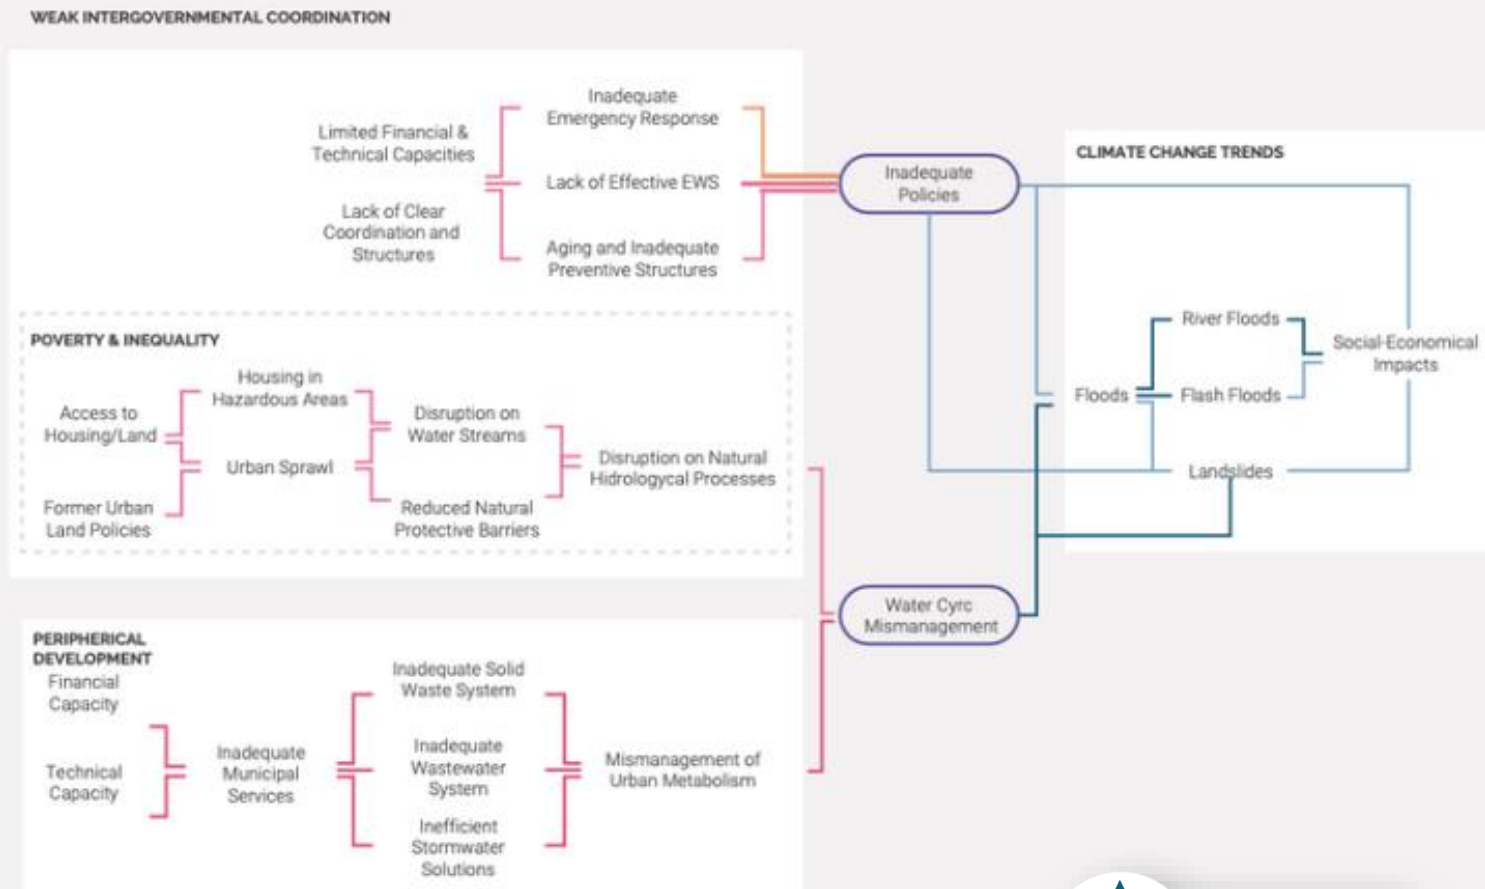 WEAK INTERGOVERNMENTAL COORDINATION
Limited Financial &
Technical Capacities
Lack of Clear
Coordination and
Structures
Inadequate
Emergency Response
Lack of Effective EWS
Aging and Inadequate
Preventive Structures
Inadequate
Policies
POVERTY & INEQUALITY
Access to
Housing/Land
Former Urban
Land Policies
Housing in
Hazardous Areas
Urban Sprawl
Disruption on
Water Streams
Reduced Natural
Protective Barriers
Disruption on Natural
Hidrologycal Processes
PERIPHERICAL
DEVELOPMENT
Financial
Capacity
Technical
Capacity
Inadequate
Municipal
Services
Inadequate Solid
Waste System
Inadequate
Wastewater
System
Inefficient
Stormwater
Solutions
Mismanagement of
Urban Metabolism
Water Cyrc
Mismanagement
CLIMATE CHANGE TRENDS
Floods
River Floods
Flash Floods
Landslides
Social-Economical
Impacts